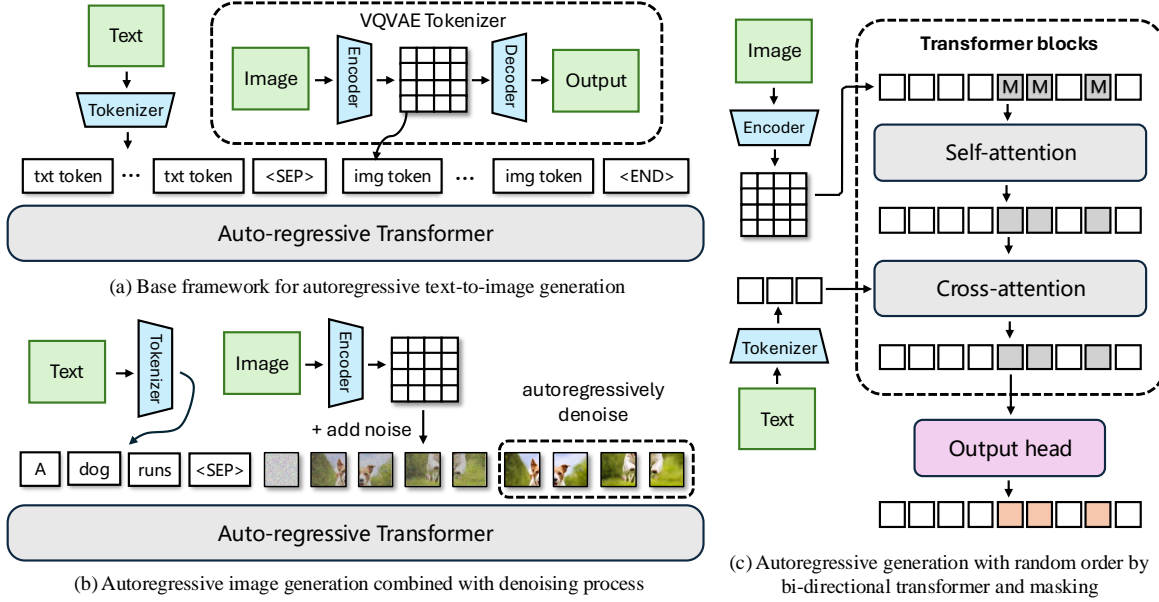 Text
Tokenizer
VQVAE Tokenizer
Image
Encoder
Decoder
Output
txt token ... txt token <SEP> img token ... img token <END>
Auto-regressive Transformer
(a) Base framework for autoregressive text-to-image generation
Text
Tokenizer
Image
Encoder
+ add noise
autoregressively
denoise
A dog runs <SEP>
Auto-regressive Transformer
(b) Autoregressive image generation combined with denoising process
Image
Encoder
Tokenizer
Text
Transformer blocks
M M M
Self-attention
Cross-attention
Output head
(c) Autoregressive generation with random order by
bi-directional transformer and masking